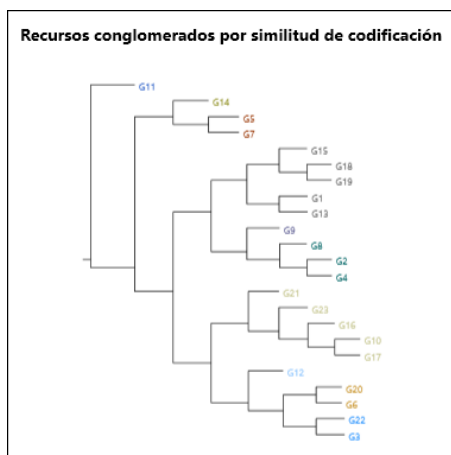 Recursos conglomerados por similitud de codificación
G11
G14
G5
G7
G15
G18
G19
G1
G13
G9
G8
G2
G4
G21
G23
G16
G10
G17
G12
G20
G6
G22
G3